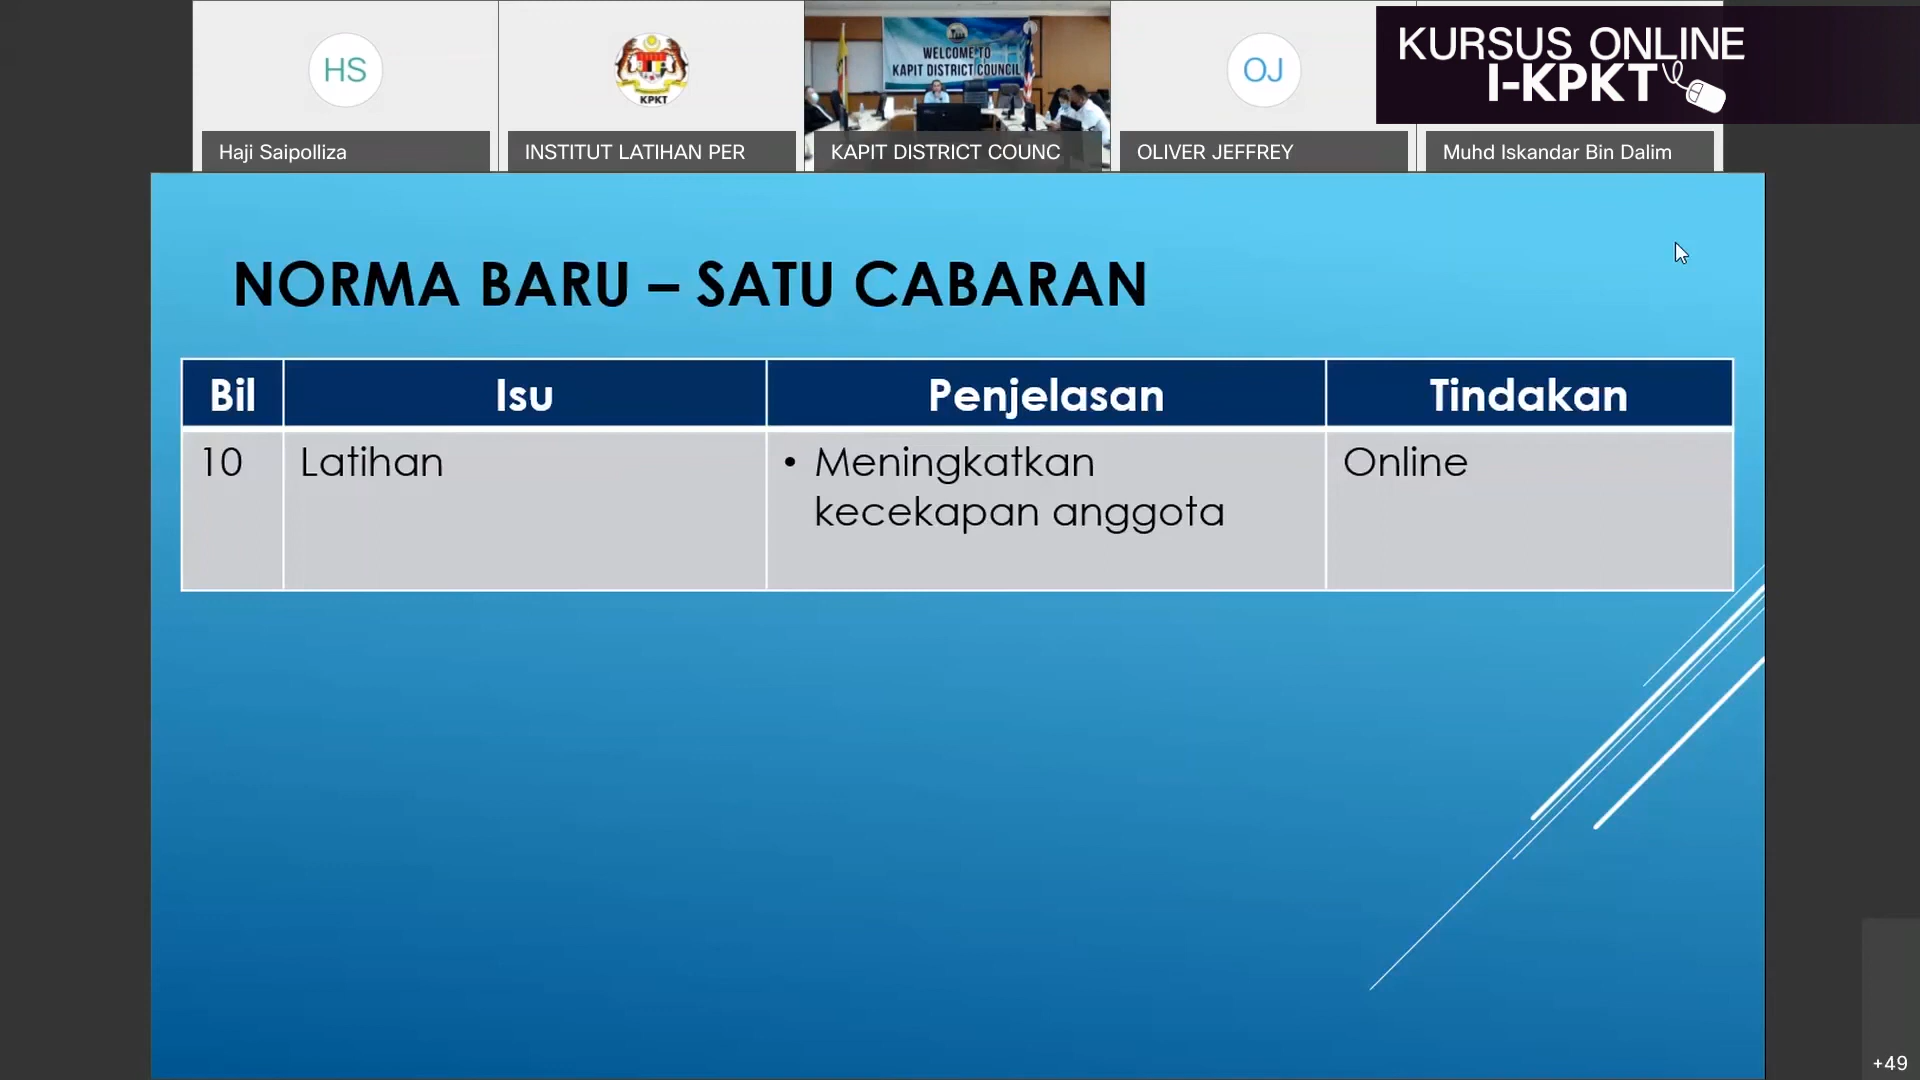 HS
KPKT
WELCOME TO
KAPIT DISTRICT COUNCIL
OJ
KURSUS ONLINE
I-KPKT
Haji Saipolliza
INSTITUT LATIHAN PER
KAPIT DISTRICT COUNC
OLIVER JEFFREY
Muhd Iskandar Bin Dalim
NORMA BARU – SATU CABARAN
Bil
Isu
Penjelasan
Tindakan
10
Latihan
• Meningkatkan
kecekapan anggota
Online
+49